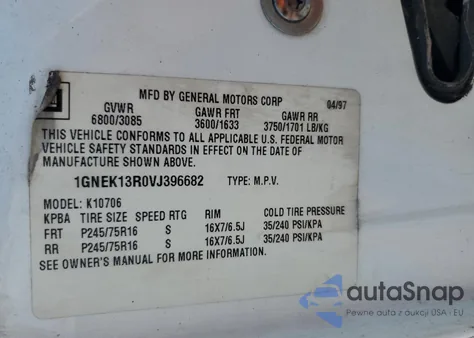 GM
MFD BY GENERAL MOTORS CORP 04/97
GVWR GAWR FRT GAWR RR
6800/3085 3600/1633 3750/1701 LB/KG
THIS VEHICLE CONFORMS TO ALL APPLICABLE U.S. FEDERAL MOTOR
VEHICLE SAFETY STANDARDS IN EFFECT ON THE DATE OF
MANUFACTURE SHOWN ABOVE.
1GNEK13R0VJ396682 TYPE: M.P.V.
MODEL: K10706
KPBA TIRE SIZE SPEED RTG RIM COLD TIRE PRESSURE
FRT P245/75R16 S 16X7/6.5J 35/240 PSI/KPA
RR P245/75R16 S 16X7/6.5J 35/240 PSI/KPA
SEE OWNER'S MANUAL FOR MORE INFORMATION.
autoSnap
Pewne auto z aukcji USA i EU